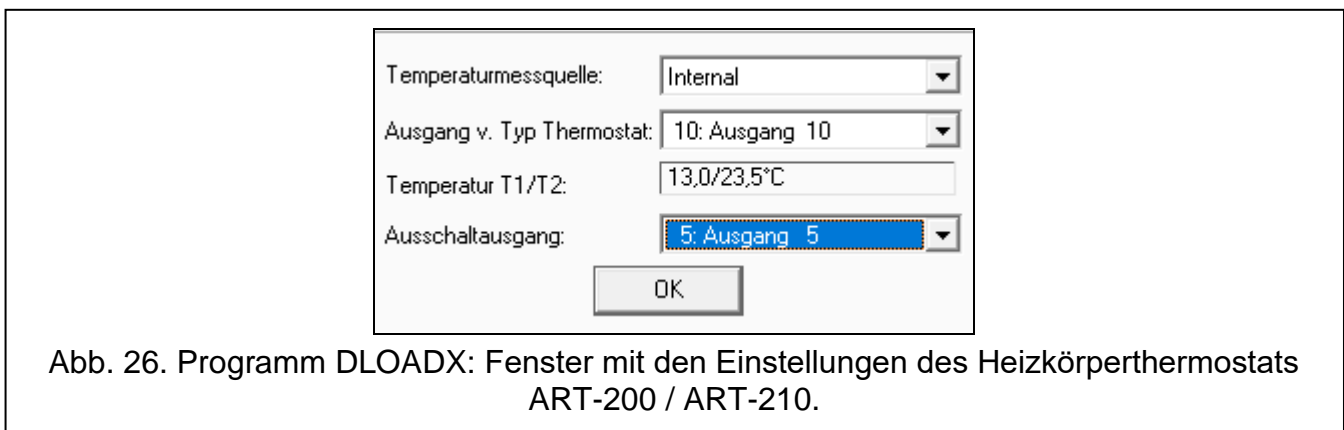 Temperaturmessquelle: Internal
Ausgang v. Typ Thermostat: 10: Ausgang 10
Temperatur T1/T2: 13,0/23,5°C
Ausschaltausgang: 5: Ausgang 5
OK
Abb. 26. Programm DLOADX: Fenster mit den Einstellungen des Heizkörperthermostats
ART-200 / ART-210.